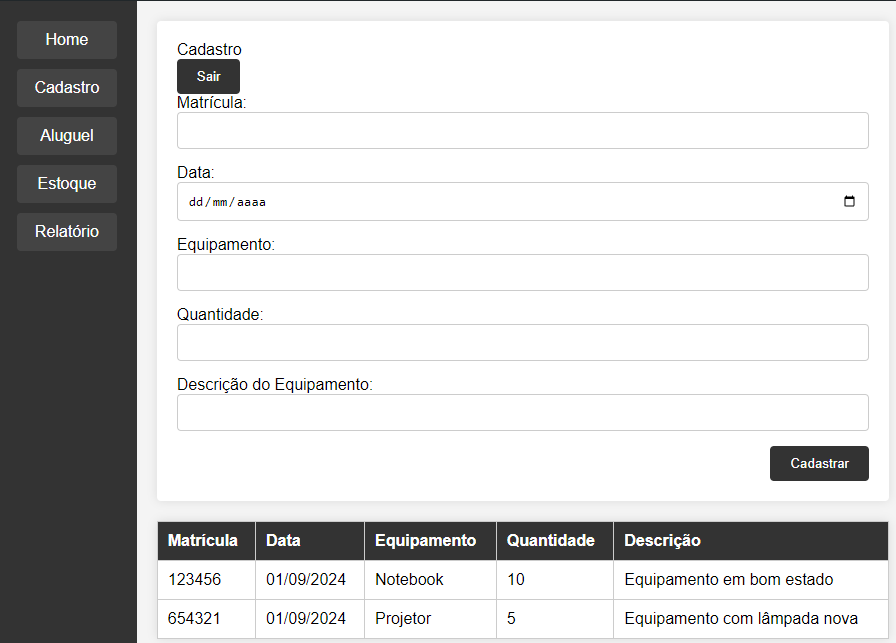 Home
Cadastro
Aluguel
Estoque
Relatório
Cadastro
Sair
Matrícula:
Data:
dd/mm/aaaa
Equipamento:
Quantidade:
Descrição do Equipamento:
Cadastrar
Matrícula Data Equipamento Quantidade Descrição
123456 01/09/2024 Notebook 10 Equipamento em bom estado
654321 01/09/2024 Projetor 5 Equipamento com lâmpada nova